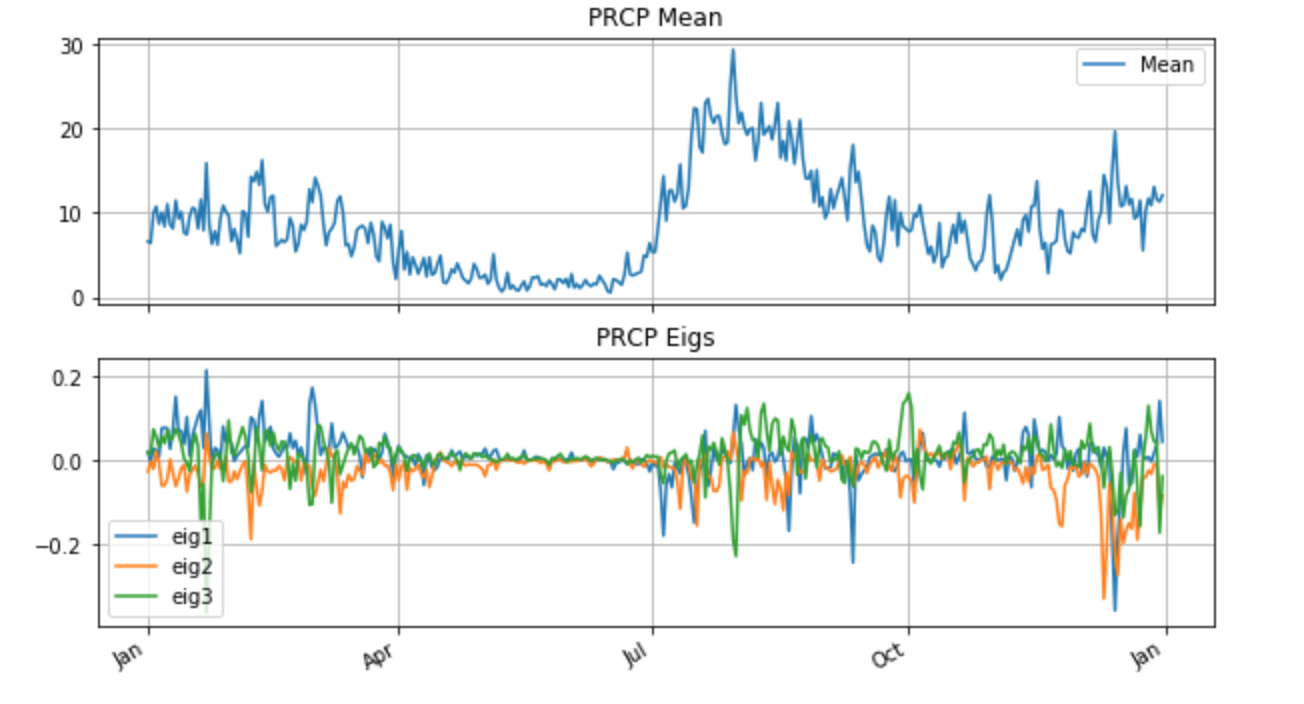 PRCP Mean
30
20
10
0
Mean
PRCP Eigs
0.2
0.0
−0.2
eig1
eig2
eig3
Jan
Apr
Jul
Oct
Jan